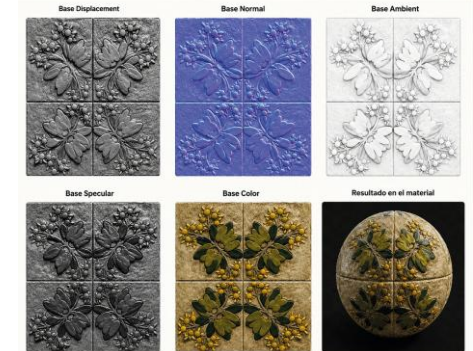 Base Displacement
Base Normal
Base Ambient
Base Specular
Base Color
Resultado en el material